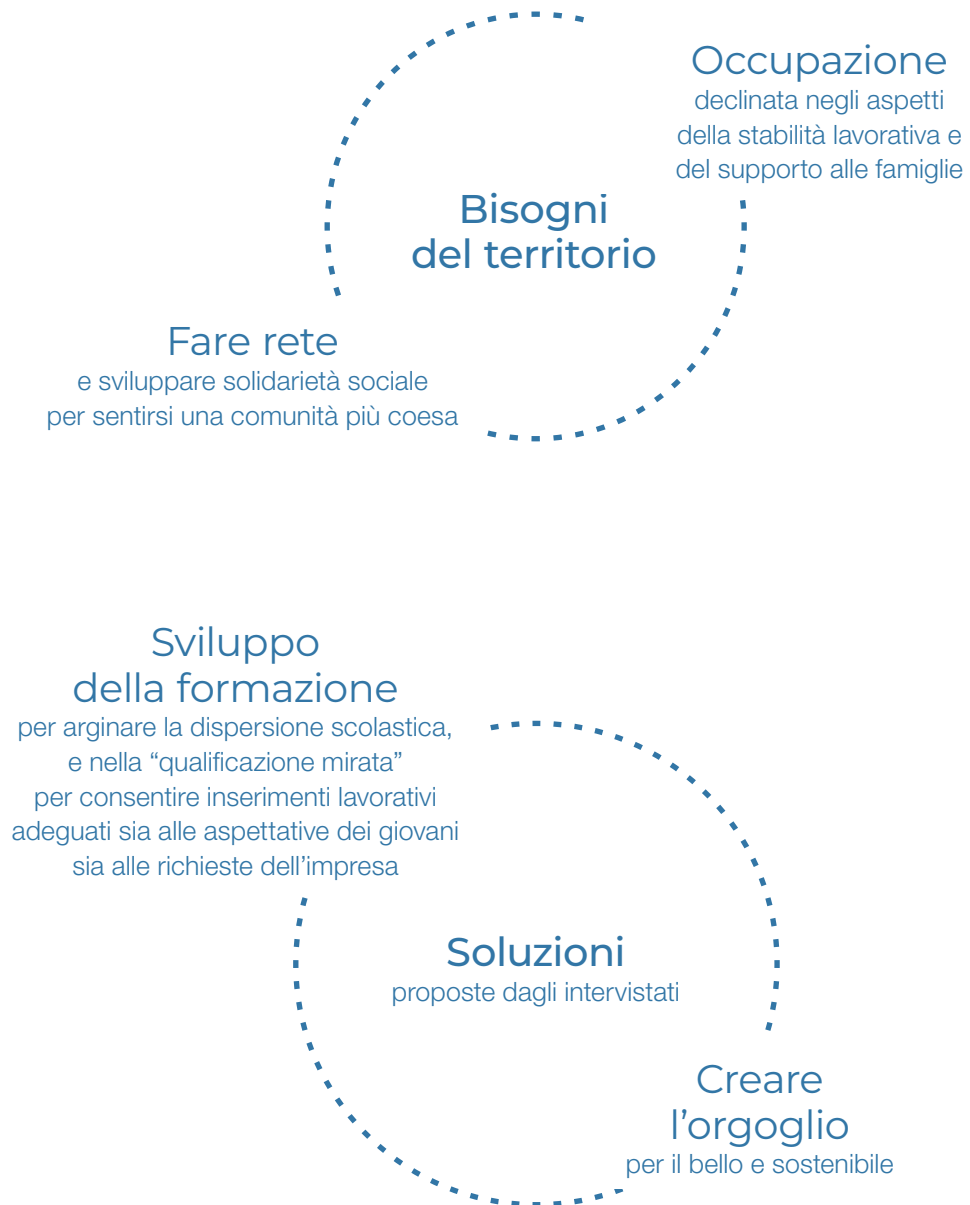 Occupazione
declinata negli aspetti
della stabilità lavorativa e
del supporto alle famiglie
Bisogni
del territorio
Fare rete
e sviluppare solidarietà sociale
per sentirsi una comunità più coesa
Sviluppo
della formazione
per arginare la dispersione scolastica,
e nella “qualificazione mirata”
per consentire inserimenti lavorativi
adeguati sia alle aspettative dei giovani
sia alle richieste dell’impresa
Soluzioni
proposte dagli intervistati
Creare
l’orgoglio
per il bello e sostenibile